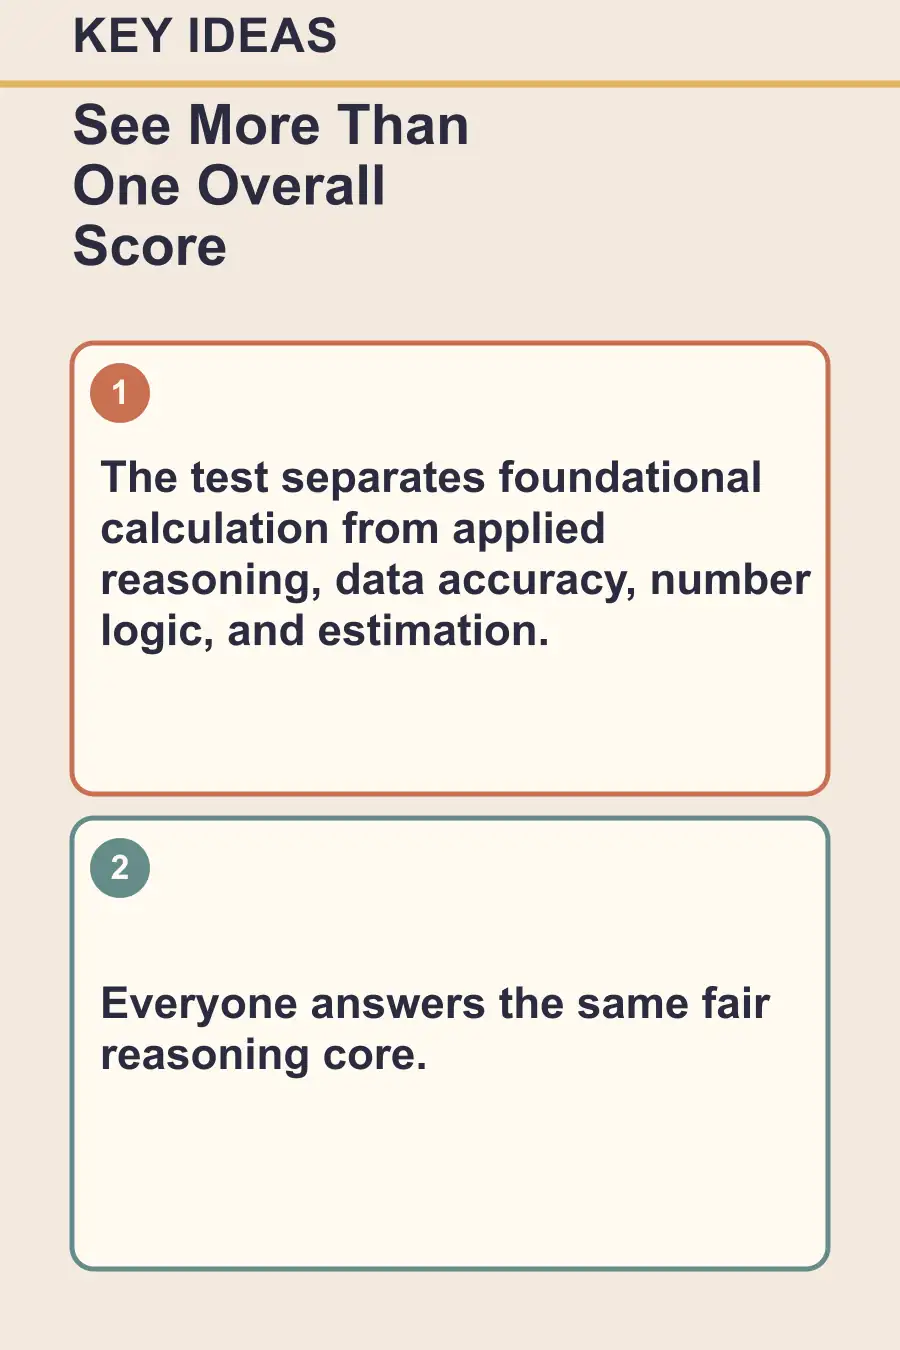 KEY IDEAS
See More Than
One Overall
Score
1
The test separates foundational
calculation from applied
reasoning, data accuracy, number
logic, and estimation.
2
Everyone answers the same fair
reasoning core.